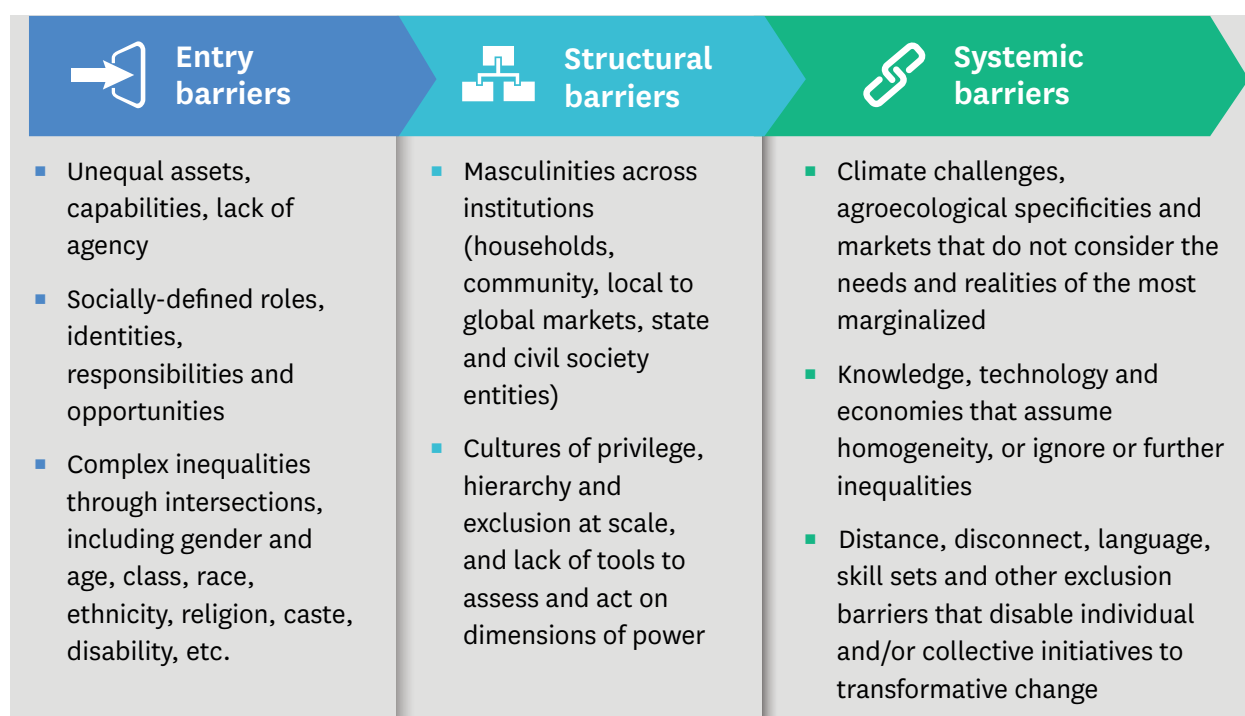 Entry
barriers
Structural
barriers
Systemic
barriers
Unequal assets,
capabilities, lack of
agency
Socially-defined roles,
identities,
responsibilities and
opportunities
Complex inequalities
through intersections,
including gender and
age, class, race,
ethnicity, religion, caste,
disability, etc.
Masculinities across
institutions
(households,
community, local to
global markets, state
and civil society
entities)
Cultures of privilege,
hierarchy and
exclusion at scale,
and lack of tools to
assess and act on
dimensions of power
Climate challenges,
agroecological specificities and
markets that do not consider the
needs and realities of the most
marginalized
Knowledge, technology and
economies that assume
homogeneity, or ignore or further
inequalities
Distance, disconnect, language,
skill sets and other exclusion
barriers that disable individual
and/or collective initiatives to
transformative change